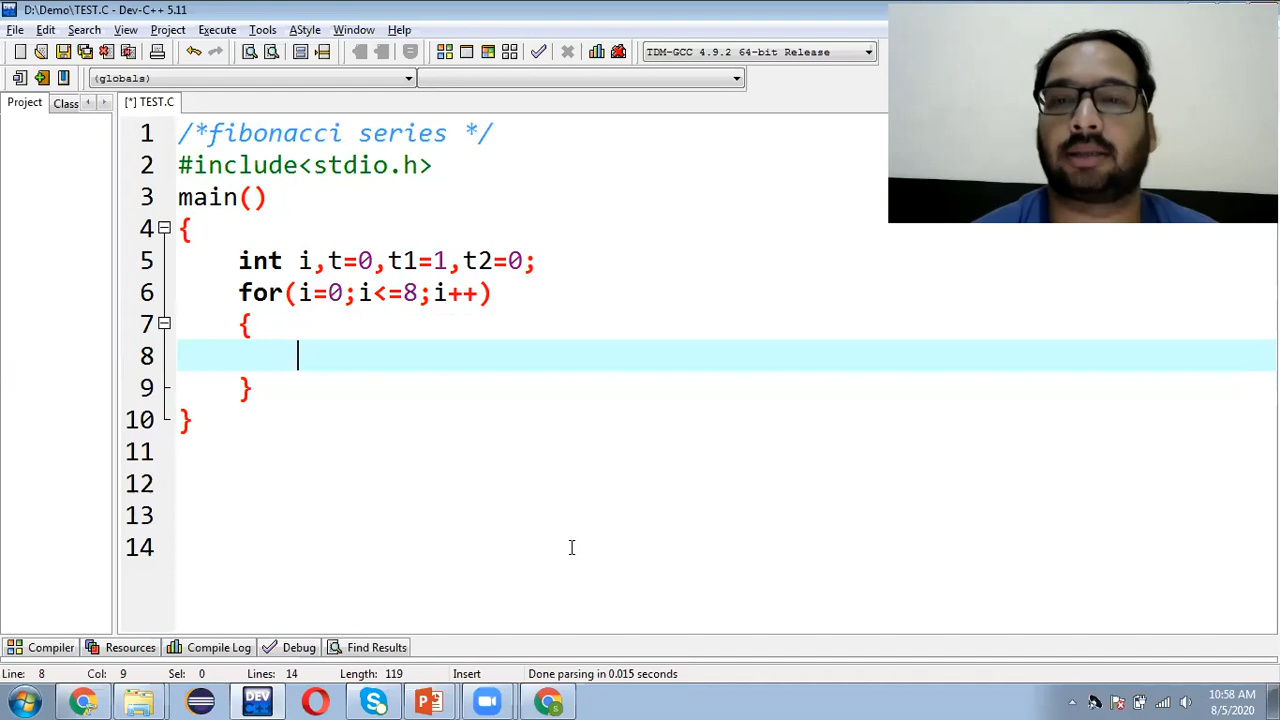 D:\Demo\TEST.C - Dev-C++ 5.11
File Edit Search View Project Execute Tools AStyle Window Help
TDM-GCC 4.9.2 64-bit Release
(globals)
Project Class [*] TEST.C
1 /*fibonacci series */
2 #include<stdio.h>
3 main()
4 {
5 int i,t=0,t1=1,t2=0;
6 for(i=0;i<=8;i++)
7 {
8
9 }
10 }
11
12
13
14
Compiler Resources Compile Log Debug Find Results
Line: 8 Col: 9 Sel: 0 Lines: 14 Length: 119 Insert Done parsing in 0.015 seconds
DEV C++
10:58 AM
8/5/2020